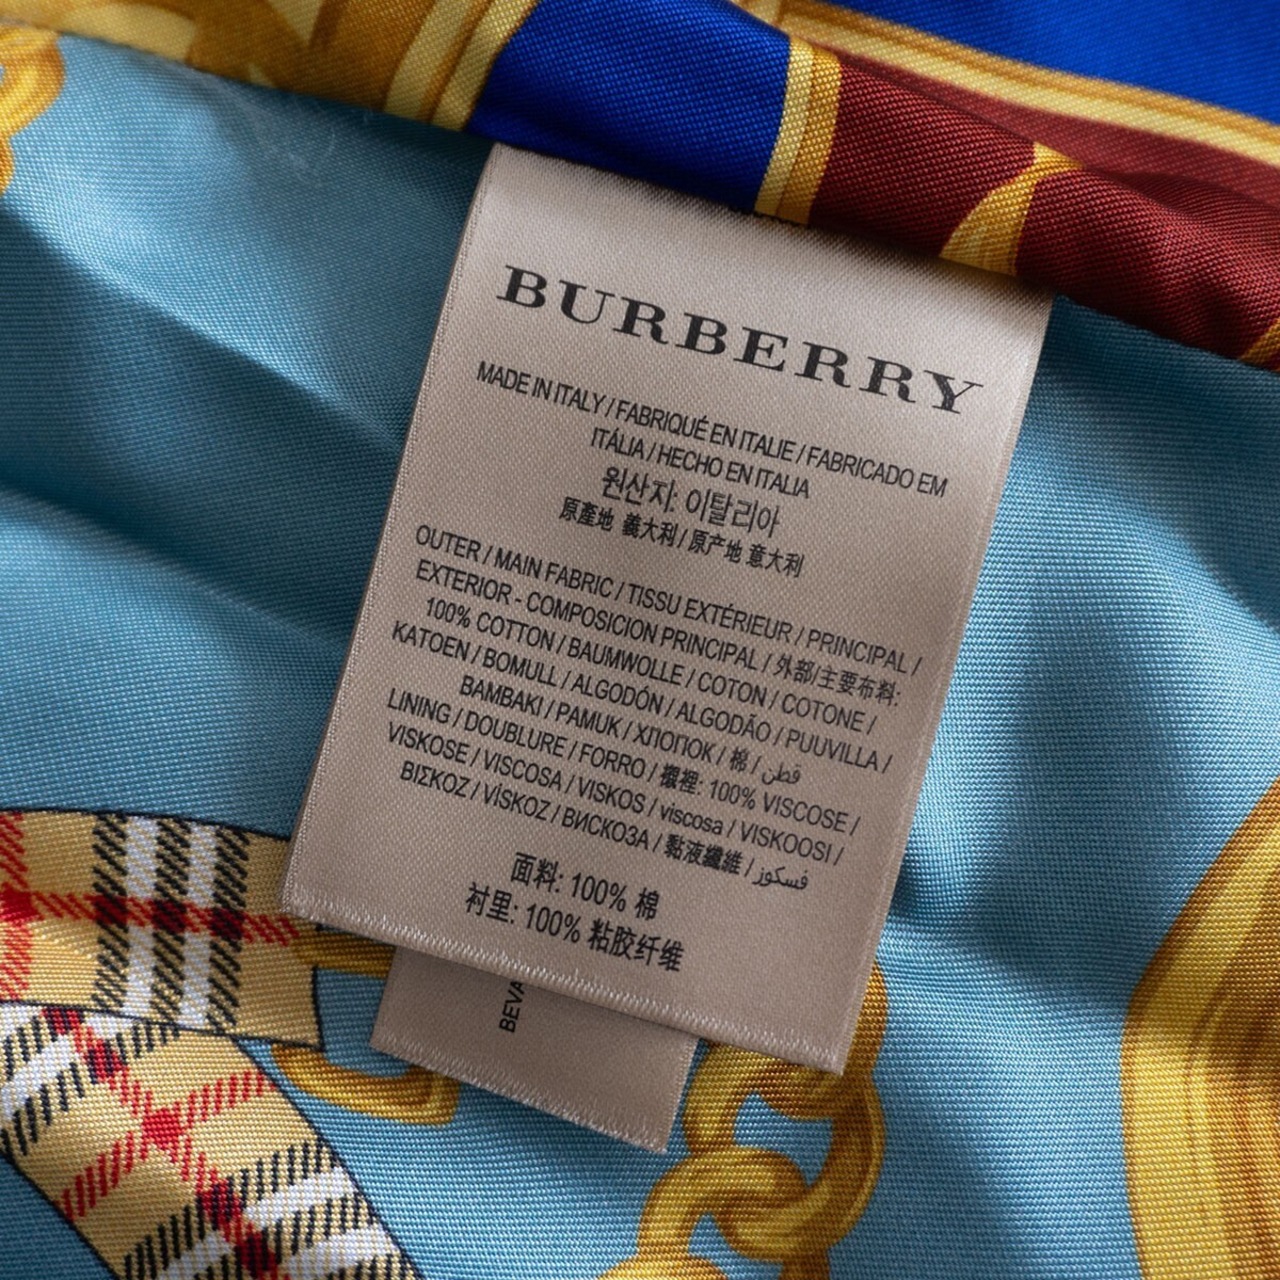 BURBERRY
MADE IN ITALY / FABRIQUÉ EN ITALIE / FABRICADO EM
ITÁLIA / HECHO EN ITALIA
원산지: 이탈리아
原產地 義大利 / 原产地 意大利
OUTER / MAIN FABRIC / TISSU EXTÉRIEUR / PRINCIPAL /
EXTERIOR - COMPOSICION PRINCIPAL / 外部/主要布料:
100% COTTON / BAUMWOLLE / COTON / COTONE /
KATOEN / BOMULL / ALGODÓN / ALGODÃO / PUUVILLA /
BAMBAKI / PAMUK / ХЛОПОК / 棉 / قطن
LINING / DOUBLURE / FORRO / 襯裡: 100% VISCOSE /
VISKOSE / VISCOSA / VISKOS / viscosa / VISKOOSI /
ΒΙΣΚΟΖ / VİSKOZ / ВИСКОЗА / 黏液纖維 / فسكوز
面料: 100% 棉
衬里: 100% 粘胶纤维
BEVA